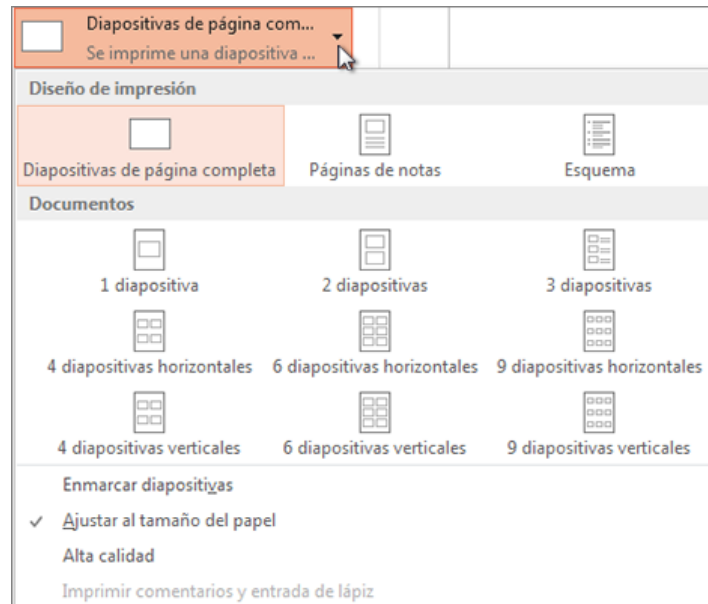 Diapositivas de página com...
Se imprime una diapositiva ...
Diseño de impresión
Diapositivas de página completa
Páginas de notas
Esquema
Documentos
1 diapositiva
2 diapositivas
3 diapositivas
4 diapositivas horizontales
6 diapositivas horizontales
9 diapositivas horizontales
4 diapositivas verticales
6 diapositivas verticales
9 diapositivas verticales
Enmarcar diapositivas
Ajustar al tamaño del papel
Alta calidad
Imprimir comentarios y entrada de lápiz